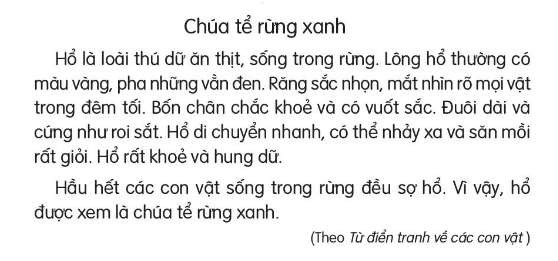 Chúa tể rừng xanh
Hổ là loài thú dữ ăn thịt, sống trong rừng. Lông hổ thường có
màu vàng, pha những vằn đen. Răng sắc nhọn, mắt nhìn rõ mọi vật
trong đêm tối. Bốn chân chắc khoẻ và có vuốt sắc. Đuôi dài và
cứng như roi sắt. Hổ di chuyển nhanh, có thể nhảy xa và săn mồi
rất giỏi. Hổ rất khoẻ và hung dữ.
Hầu hết các con vật sống trong rừng đều sợ hổ. Vì vậy, hổ
được xem là chúa tể rừng xanh.
(Theo Từ điển tranh về các con vật )